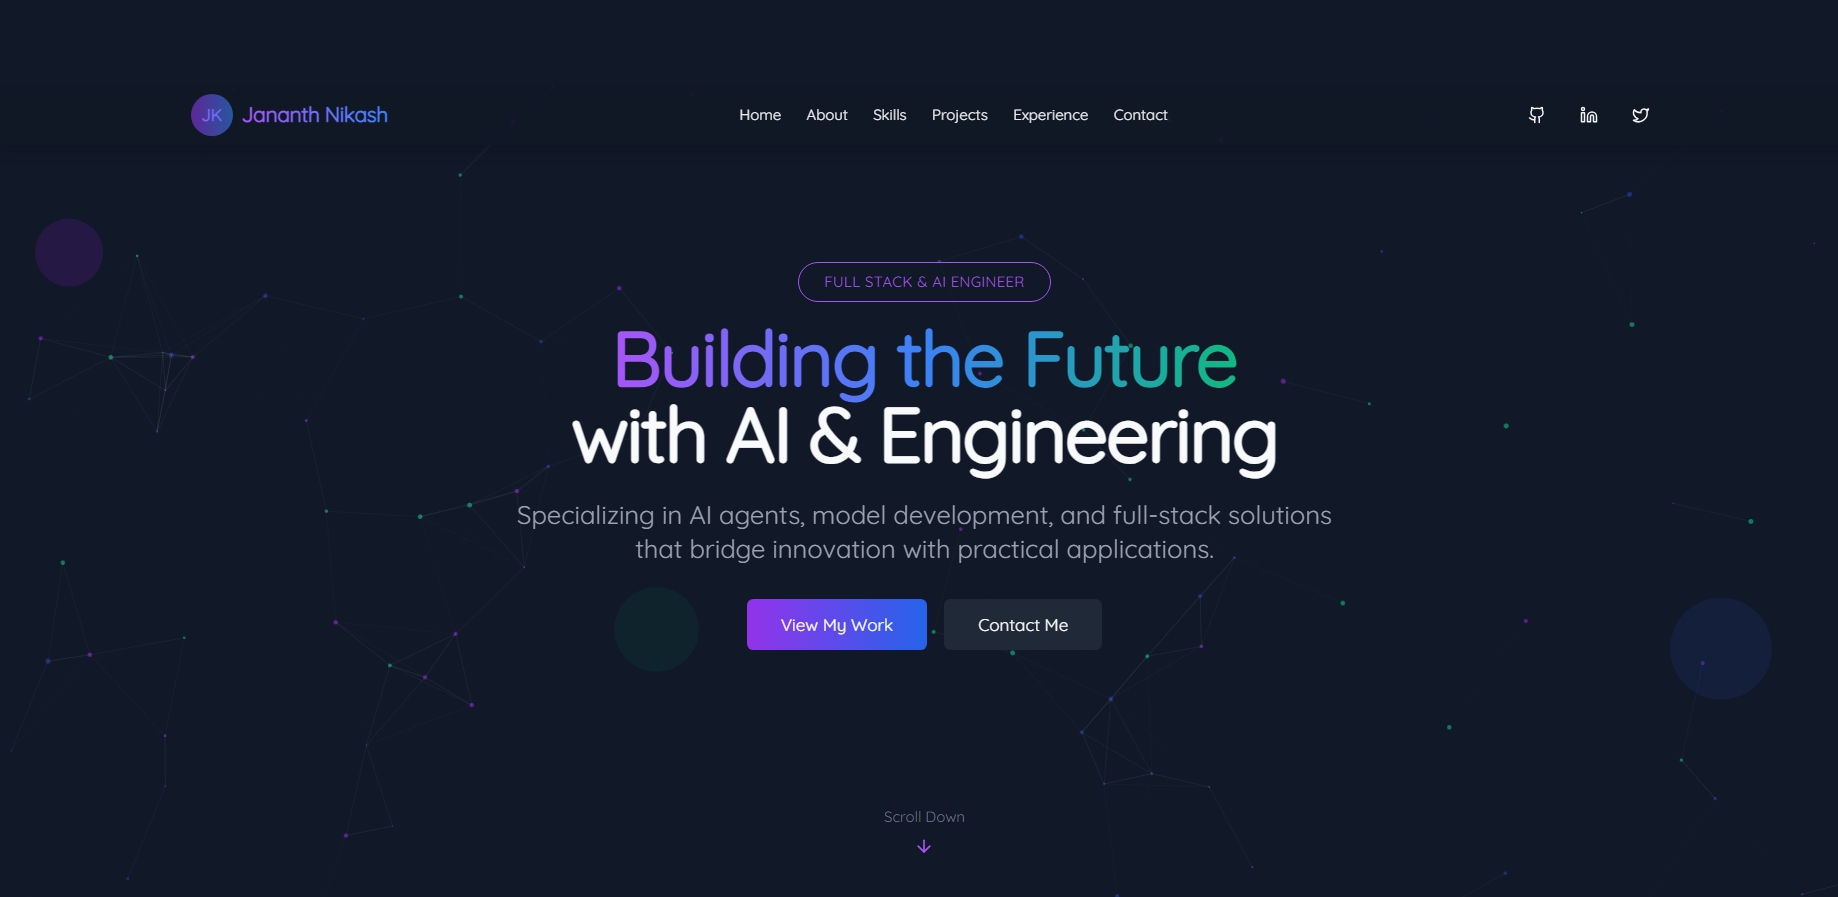 JK Jananth Nikash
Home About Skills Projects Experience Contact
FULL STACK & AI ENGINEER
Building the Future
with AI & Engineering
Specializing in AI agents, model development, and full-stack solutions
that bridge innovation with practical applications.
View My Work Contact Me
Scroll Down